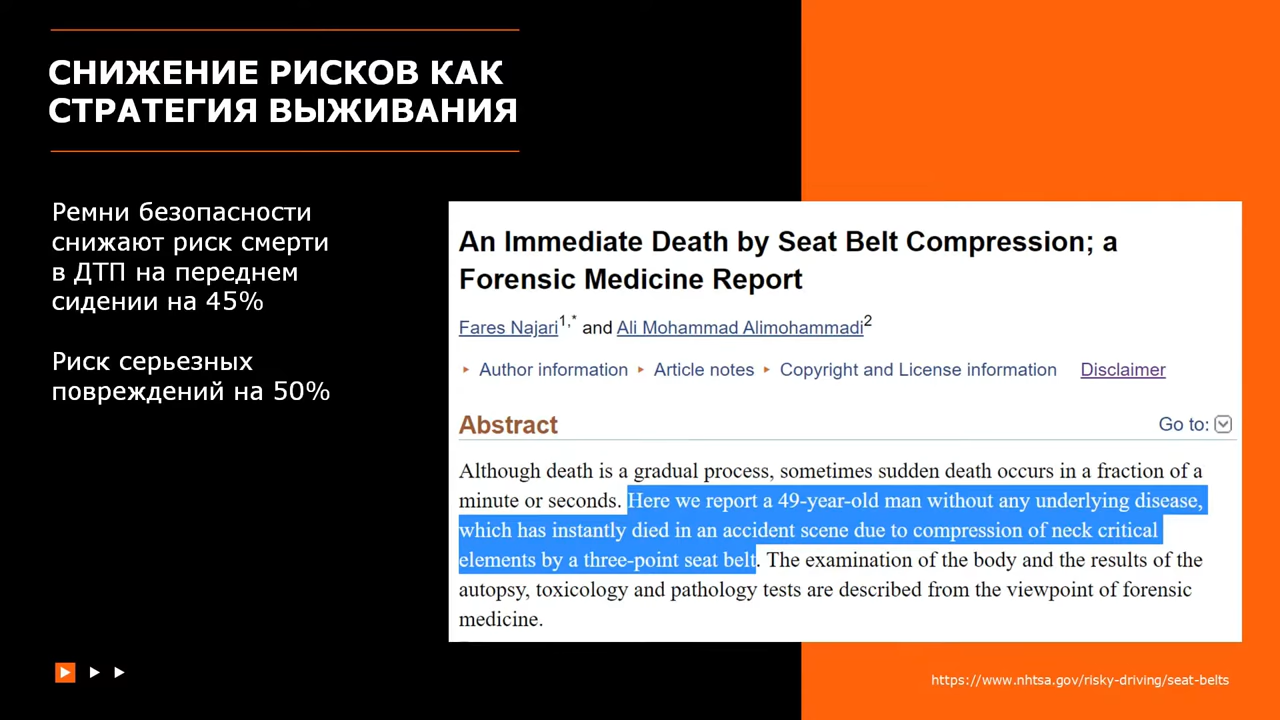 СНИЖЕНИЕ РИСКОВ КАК
СТРАТЕГИЯ ВЫЖИВАНИЯ
Ремни безопасности
снижают риск смерти
в ДТП на переднем
сидении на 45%
Риск серьезных
повреждений на 50%
An Immediate Death by Seat Belt Compression; a
Forensic Medicine Report
Fares Najari1,* and Ali Mohammad Alimohammadi2
Author information Article notes Copyright and License information Disclaimer
Abstract
Go to:
Although death is a gradual process, sometimes sudden death occurs in a fraction of a
minute or seconds. Here we report a 49-year-old man without any underlying disease,
which has instantly died in an accident scene due to compression of neck critical
elements by a three-point seat belt. The examination of the body and the results of the
autopsy, toxicology and pathology tests are described from the viewpoint of forensic
medicine.
https://www.nhtsa.gov/risky-driving/seat-belts